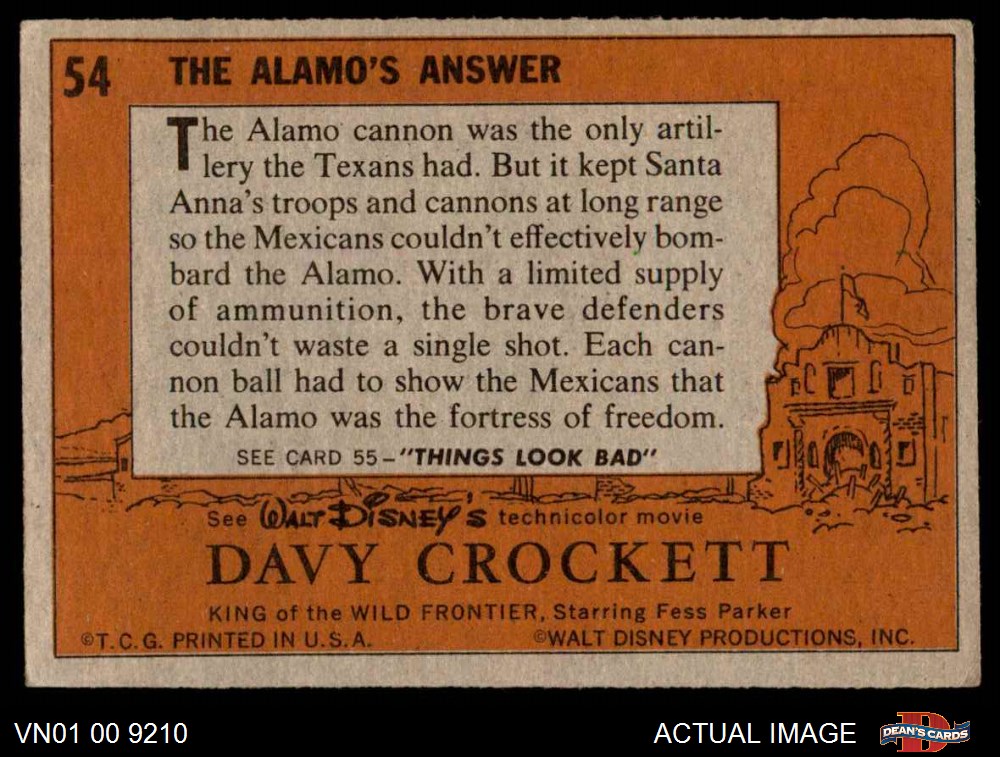 54 THE ALAMO'S ANSWER
The Alamo cannon was the only artil-
lery the Texans had. But it kept Santa
Anna's troops and cannons at long range
so the Mexicans couldn't effectively bom-
bard the Alamo. With a limited supply
of ammunition, the brave defenders
couldn't waste a single shot. Each can-
non ball had to show the Mexicans that
the Alamo was the fortress of freedom.
SEE CARD 55-"THINGS LOOK BAD"
See WALT DISNEY'S technicolor movie
DAVY CROCKETT
KING of the WILD FRONTIER, Starring Fess Parker
©T.C.G. PRINTED IN U.S.A. ©WALT DISNEY PRODUCTIONS, INC.
VN01 00 9210 ACTUAL IMAGE DEAN'S CARDS